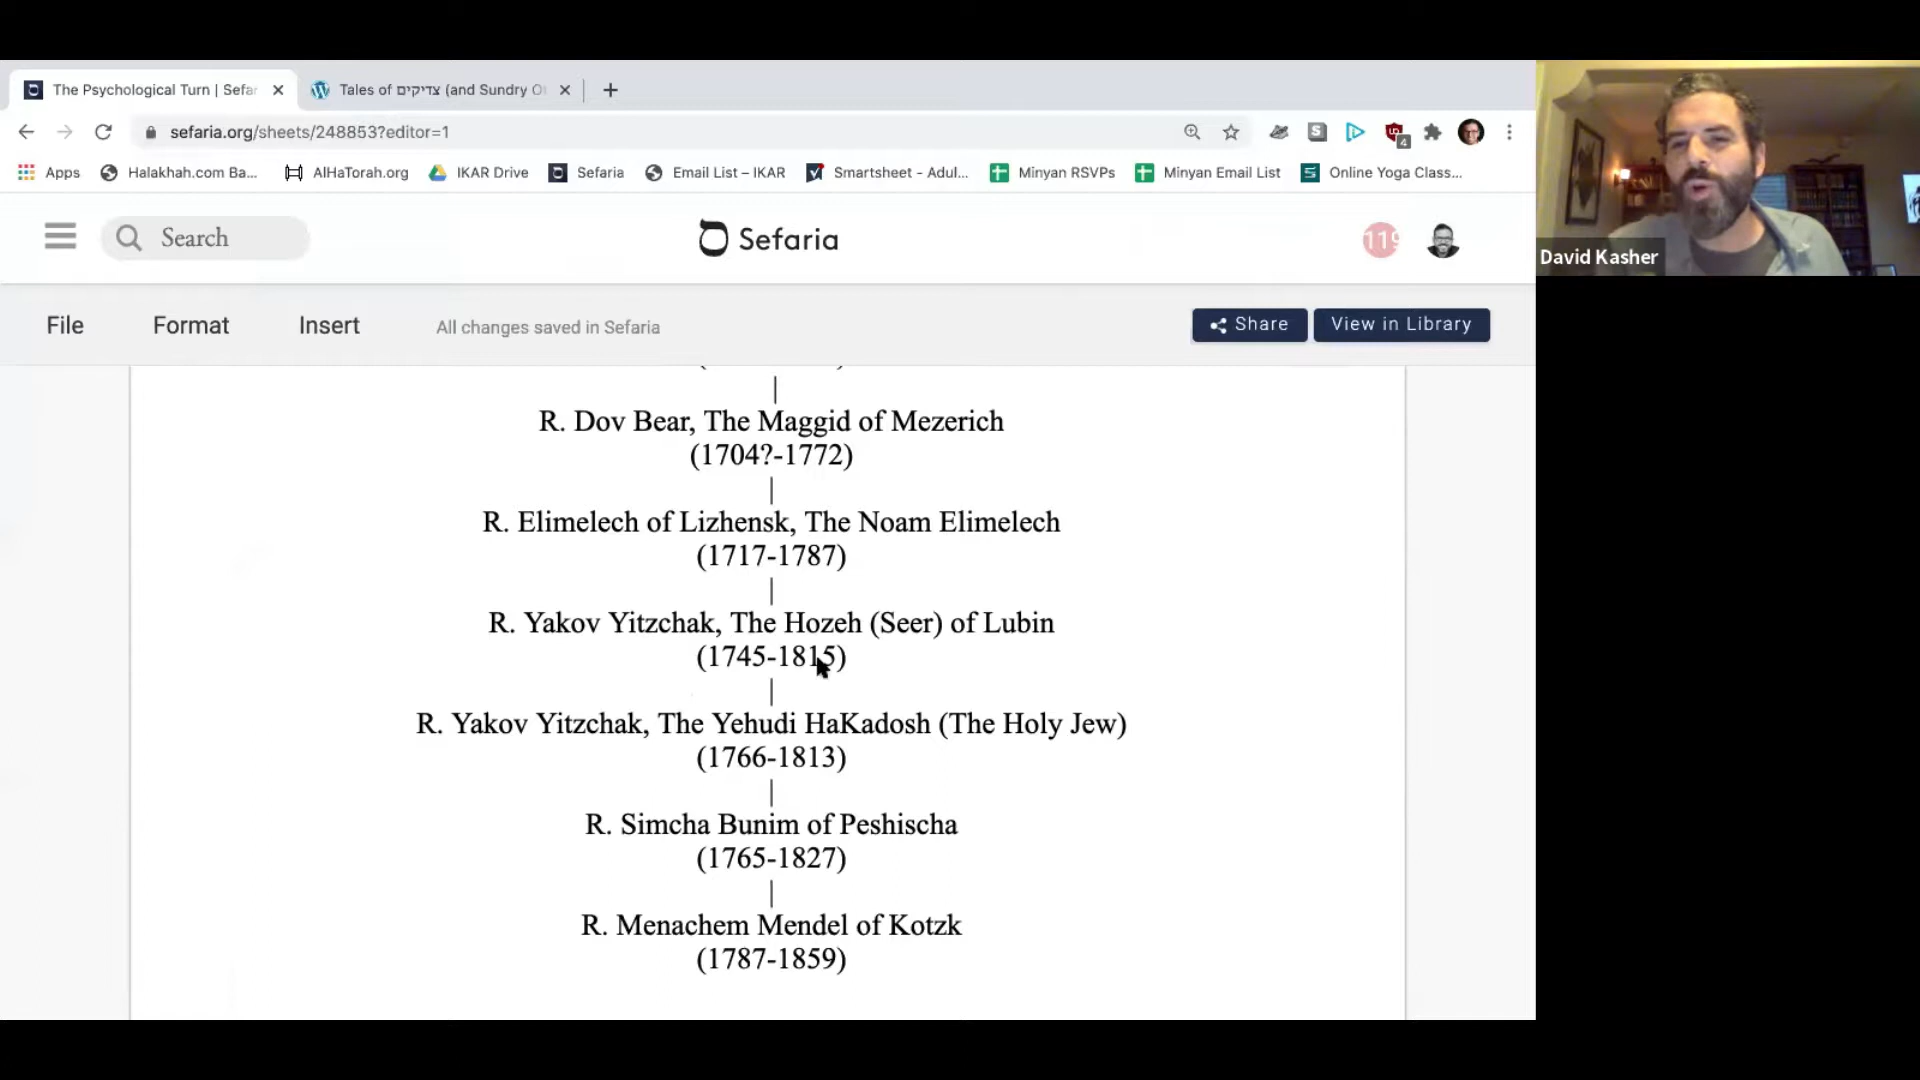 The Psychological Turn | Sefar
Tales of צדיקים (and Sundry O
sefaria.org/sheets/248853?editor=1
4
Apps
Halakhah.com Ba...
AlHaTorah.org
IKAR Drive
Sefaria
Email List – IKAR
Smartsheet - Adul...
Minyan RSVPs
Minyan Email List
Online Yoga Class...
Search
Sefaria
119
David Kasher
File
Format
Insert
All changes saved in Sefaria
Share
View in Library
R. Dov Bear, The Maggid of Mezerich
(1704?-1772)
R. Elimelech of Lizhensk, The Noam Elimelech
(1717-1787)
R. Yakov Yitzchak, The Hozeh (Seer) of Lubin
(1745-1815)
R. Yakov Yitzchak, The Yehudi HaKadosh (The Holy Jew)
(1766-1813)
R. Simcha Bunim of Peshischa
(1765-1827)
R. Menachem Mendel of Kotzk
(1787-1859)